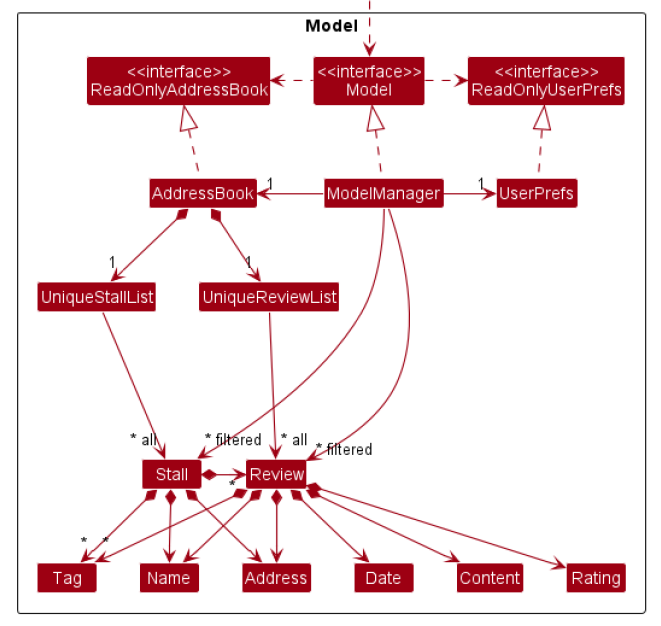 Model
<<interface>>
ReadOnlyAddressBook
<<interface>>
Model
<<interface>>
ReadOnlyUserPrefs
AddressBook
1
ModelManager
1
UserPrefs
1
1
UniqueStallList
UniqueReviewList
* all
* filtered
* all
* filtered
Stall
Review
*
*
*
Tag
Name
Address
Date
Content
Rating